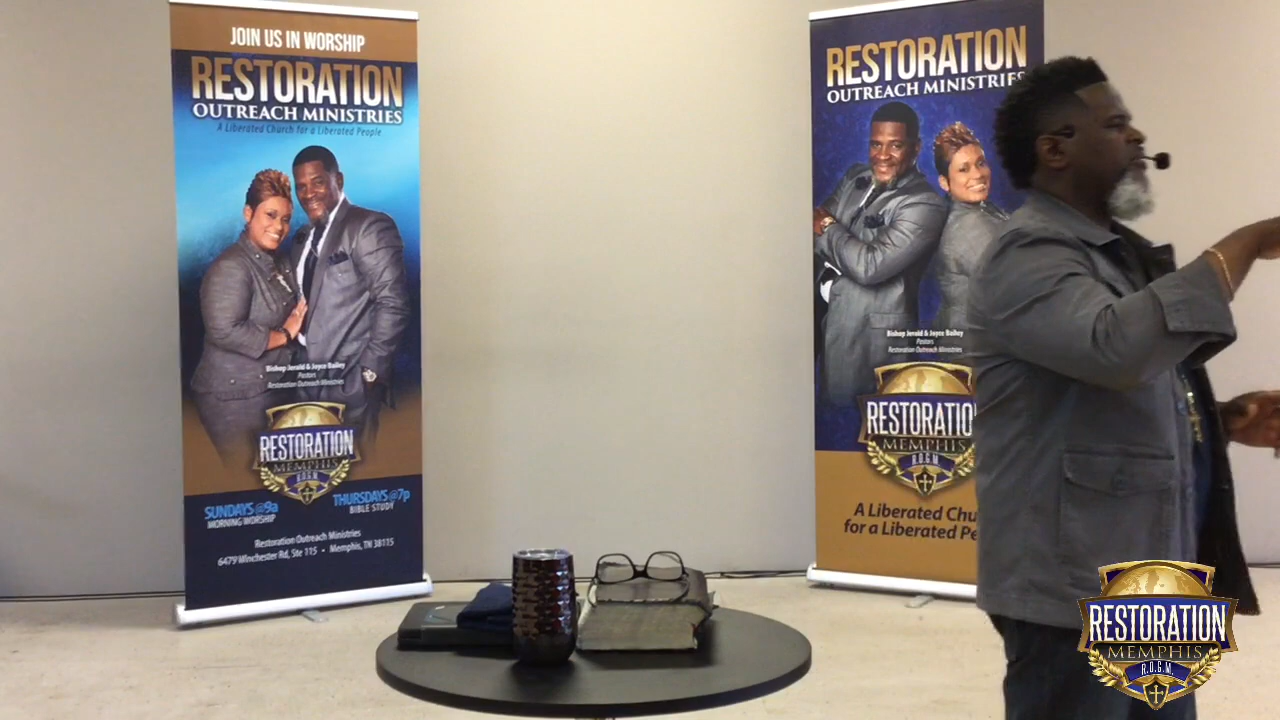 JOIN US IN WORSHIP
RESTORATION
OUTREACH MINISTRIES
A Liberated Church for a Liberated People
Bishop Jerald & Joyce Bailey
Pastors
Restoration Outreach Ministries
RESTORATION
MEMPHIS
R.O.G.M.
SUNDAYS @9a
MORNING WORSHIP
THURSDAYS @7p
BIBLE STUDY
Restoration Outreach Ministries
6479 Winchester Rd, Ste 115 • Memphis, TN 38115
RESTORATION
OUTREACH MINISTRIES
Bishop Jerald & Joyce Bailey
Pastors
Restoration Outreach Ministries
RESTORATIO
MEMPHIS
R.O.G.M.
A Liberated Chu
for a Liberated Pe
RESTORATION
MEMPHIS
R.O.G.M.